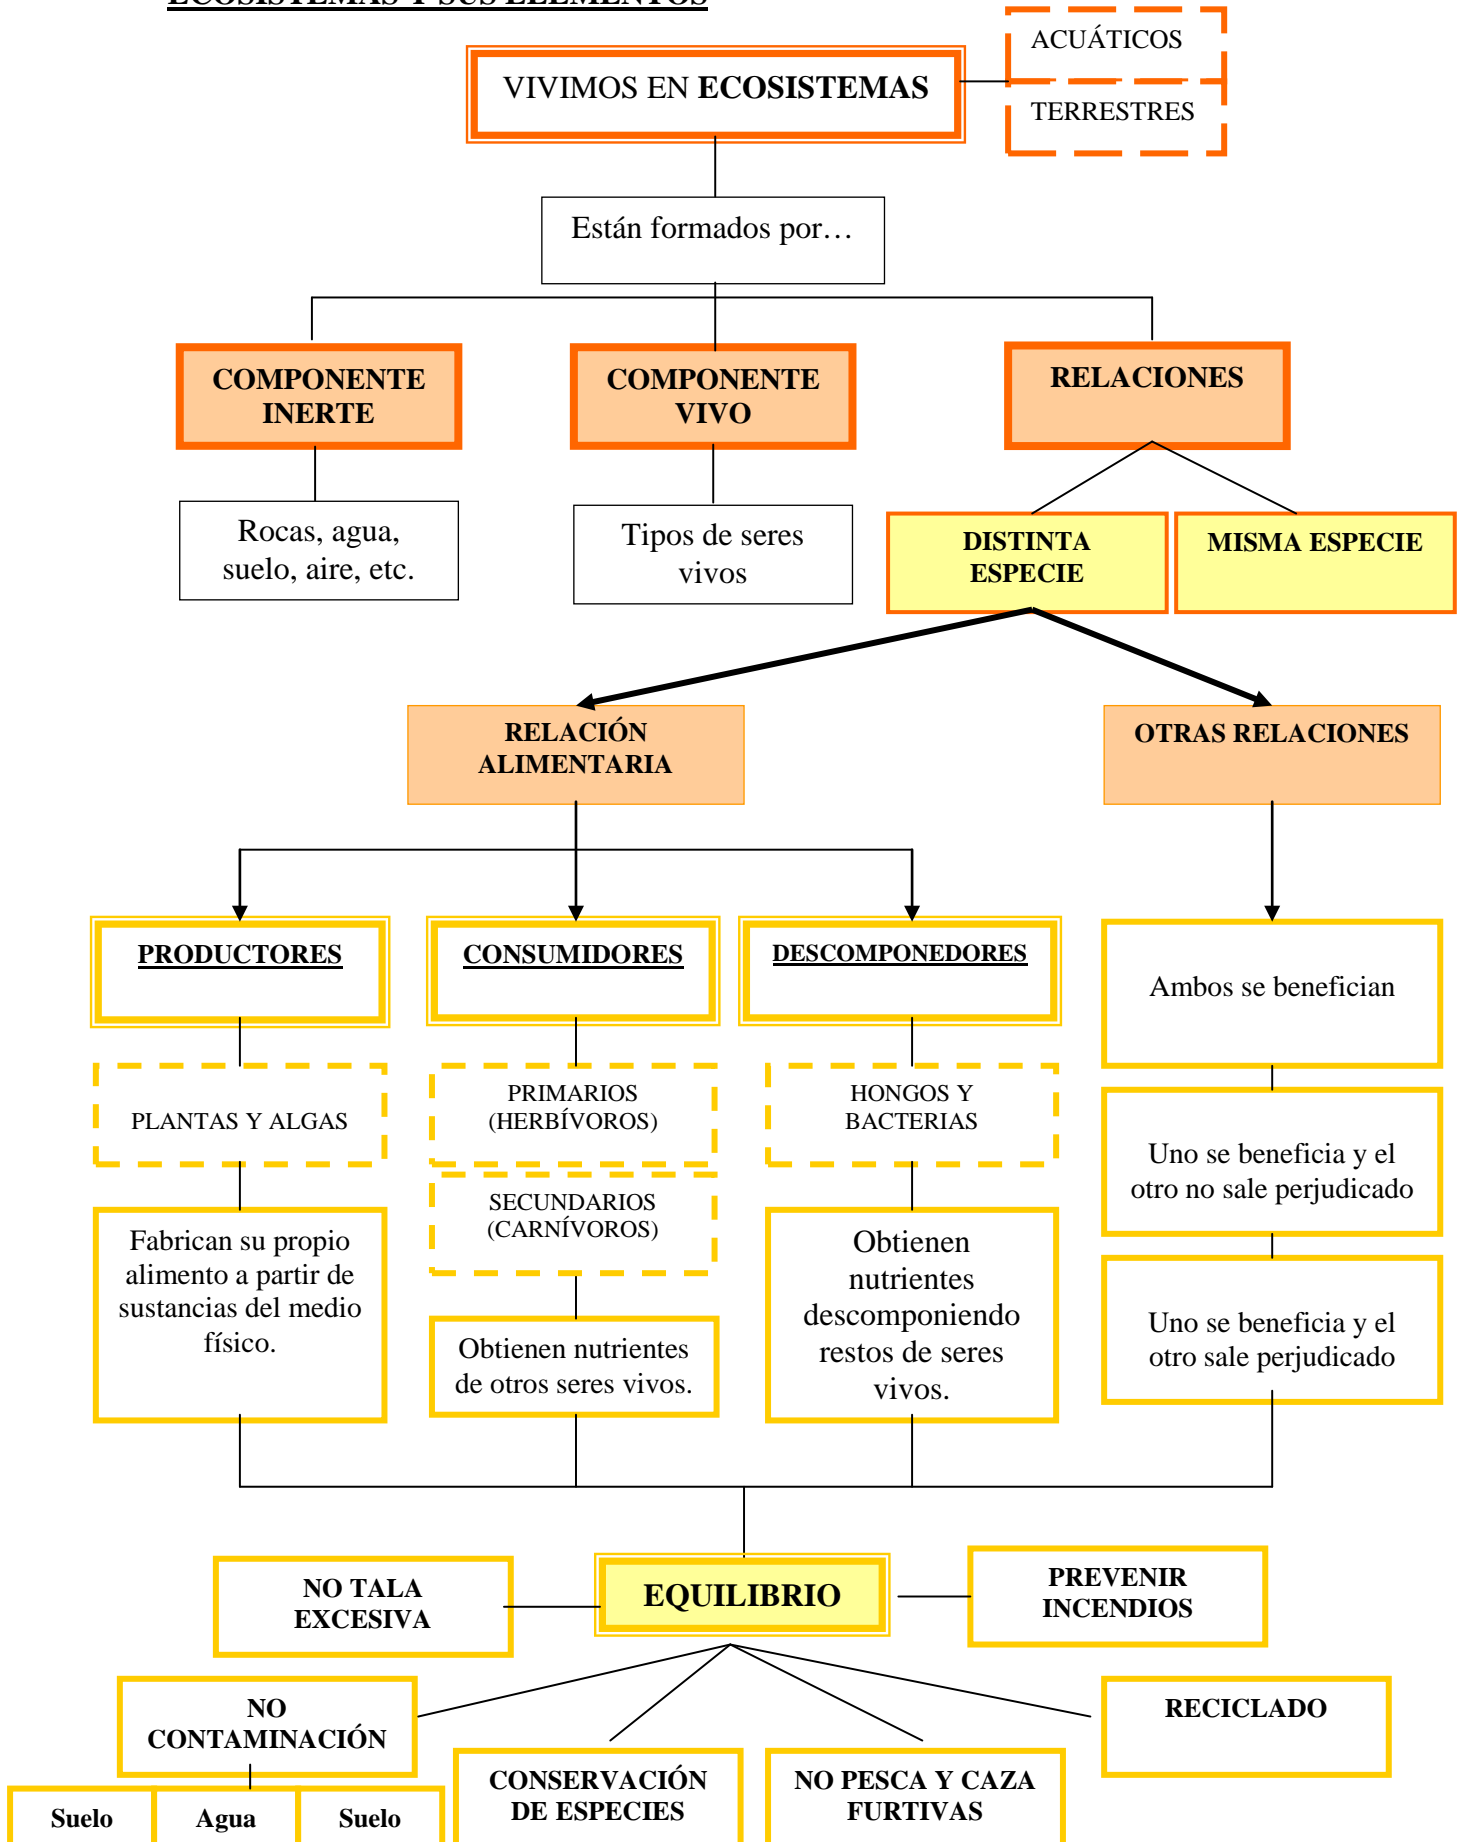 ECOSISTEMAS Y SUS ELEMENTOS
ACUÁTICOS
VIVIMOS EN ECOSISTEMAS
TERRESTRES
Están formados por…
COMPONENTE
INERTE
COMPONENTE
VIVO
RELACIONES
Rocas, agua,
suelo, aire, etc.
Tipos de seres
vivos
DISTINTA
ESPECIE
MISMA ESPECIE
RELACIÓN
ALIMENTARIA
OTRAS RELACIONES
PRODUCTORES
CONSUMIDORES
DESCOMPONEDORES
Ambos se benefician
PLANTAS Y ALGAS
PRIMARIOS
(HERBÍVOROS)
HONGOS Y
BACTERIAS
Uno se beneficia y el
otro no sale perjudicado
SECUNDARIOS
(CARNÍVOROS)
Fabrican su propio
alimento a partir de
sustancias del medio
físico.
Obtienen nutrientes
de otros seres vivos.
Obtienen
nutrientes
descomponiendo
restos de seres
vivos.
Uno se beneficia y el
otro sale perjudicado
NO TALA
EXCESIVA
EQUILIBRIO
PREVENIR
INCENDIOS
NO
CONTAMINACIÓN
RECICLADO
CONSERVACIÓN
DE ESPECIES
NO PESCA Y CAZA
FURTIVAS
Suelo
Agua
Suelo